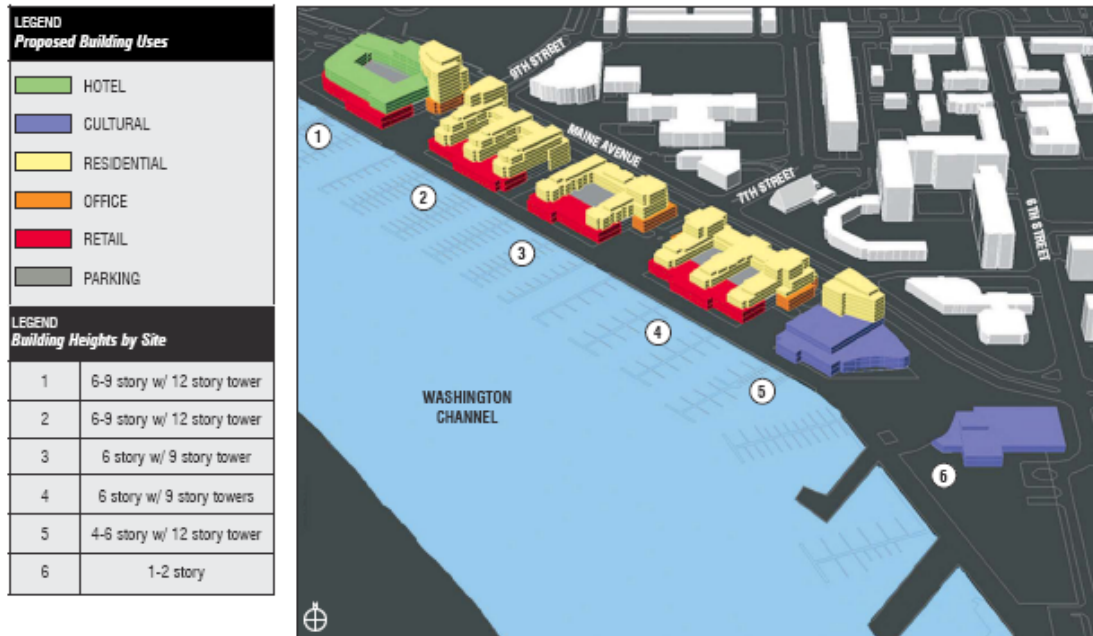 LEGEND
Proposed Building Uses
HOTEL
CULTURAL
RESIDENTIAL
OFFICE
RETAIL
PARKING
LEGEND
Building Heights by Site
1 6-9 story w/ 12 story tower
2 6-9 story w/ 12 story tower
3 6 story w/ 9 story tower
4 6 story w/ 9 story towers
5 4-6 story w/ 12 story tower
6 1-2 story
9TH STREET
MAINE AVENUE
7TH STREET
6TH STREET
1
2
3
4
5
6
WASHINGTON
CHANNEL
N